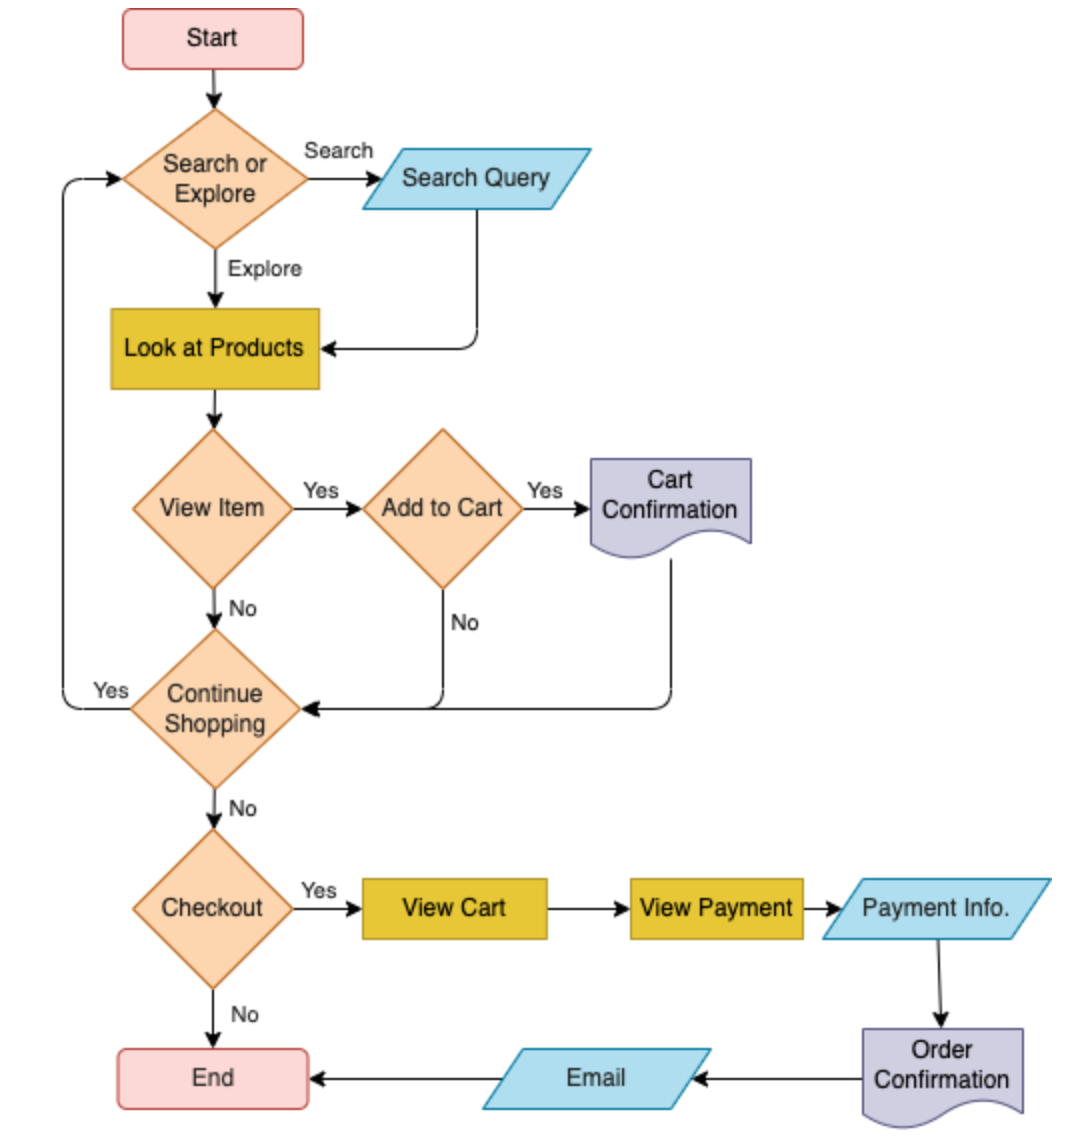 Start
Search or
Explore
Search
Search Query
Explore
Look at Products
View Item
Yes
Add to Cart
Yes
Cart
Confirmation
No
No
Yes
Continue
Shopping
No
Checkout
Yes
View Cart
View Payment
Payment Info.
No
End
Email
Order
Confirmation